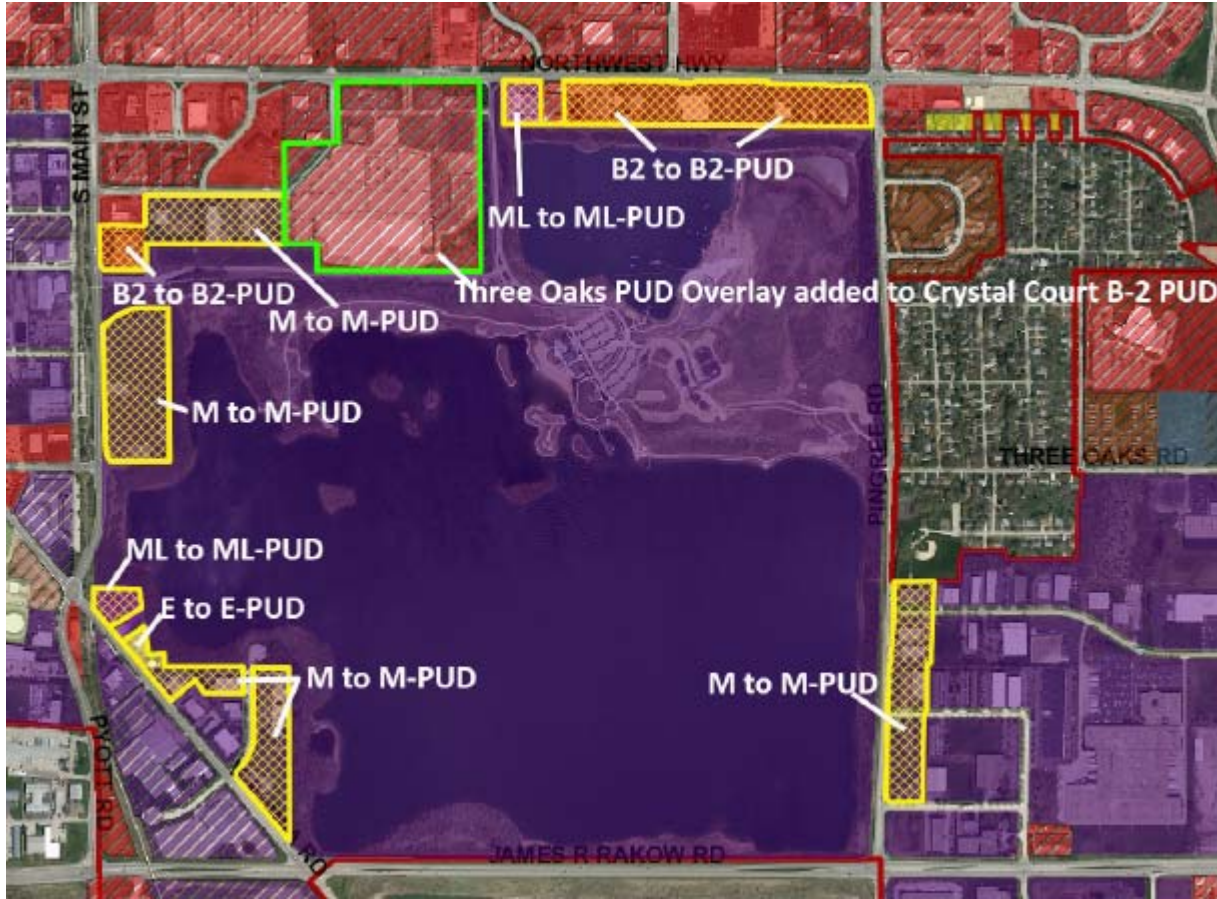 NORTHWEST HWY
S MAIN ST
B2 to B2-PUD
ML to ML-PUD
B2 to B2-PUD
Three Oaks PUD Overlay added to Crystal Court B-2 PUD
M to M-PUD
M to M-PUD
PINGREE RD
THREE OAKS RD
ML to ML-PUD
E to E-PUD
M to M-PUD
M to M-PUD
PYOTT RD
RD
JAMES R RAKOW RD